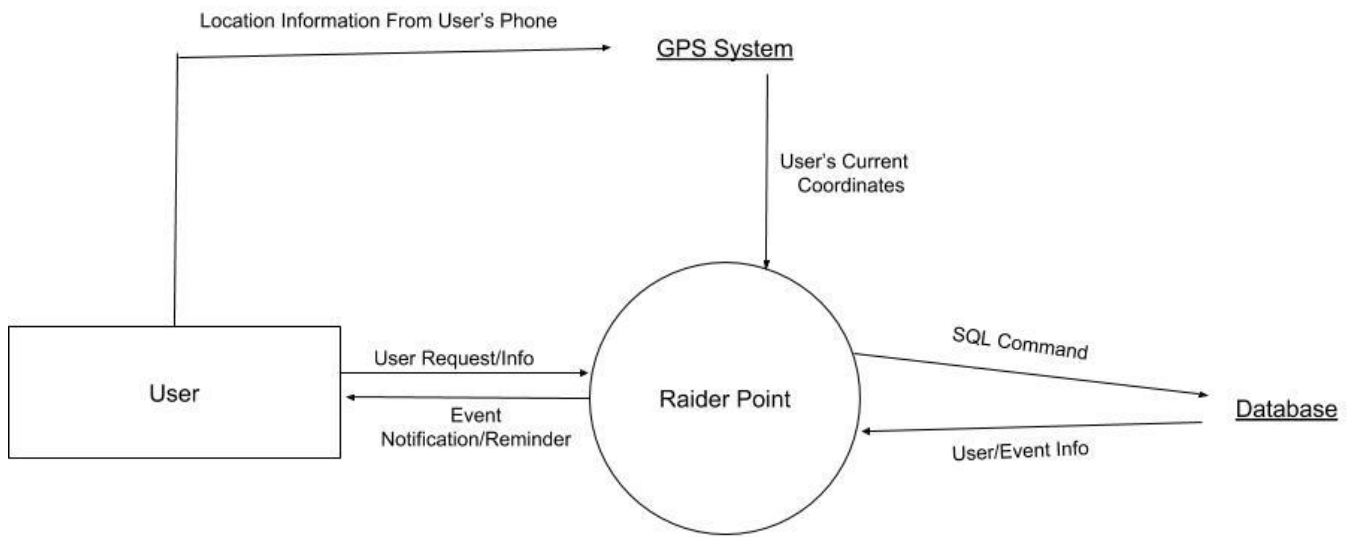 Location Information From User's Phone
GPS System
User's Current
Coordinates
SQL Command
User Request/Info
User
Raider Point
Database
Event
Notification/Reminder
User/Event Info